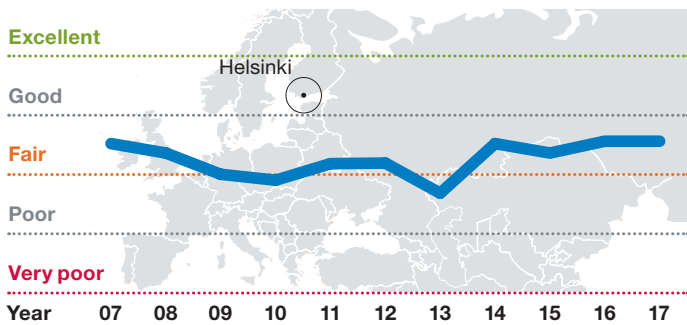 Excellent
Helsinki
Good
Fair
Poor
Very poor
Year 07 08 09 10 11 12 13 14 15 16 17